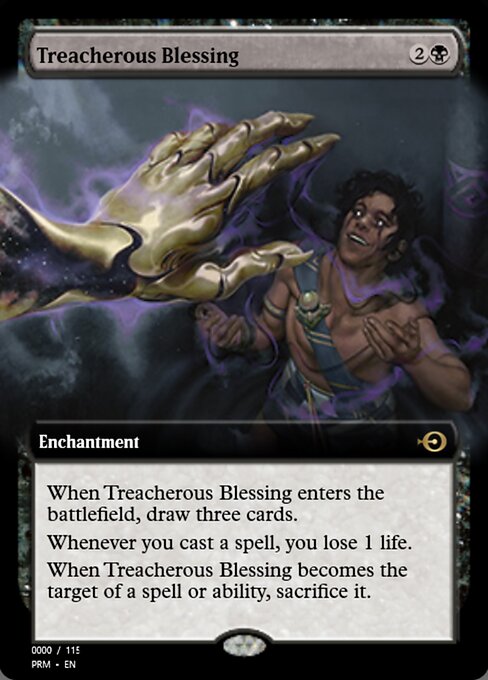 Treacherous Blessing 2
Enchantment
When Treacherous Blessing enters the
battlefield, draw three cards.
Whenever you cast a spell, you lose 1 life.
When Treacherous Blessing becomes the
target of a spell or ability, sacrifice it.
0000 / 115
PRM • EN